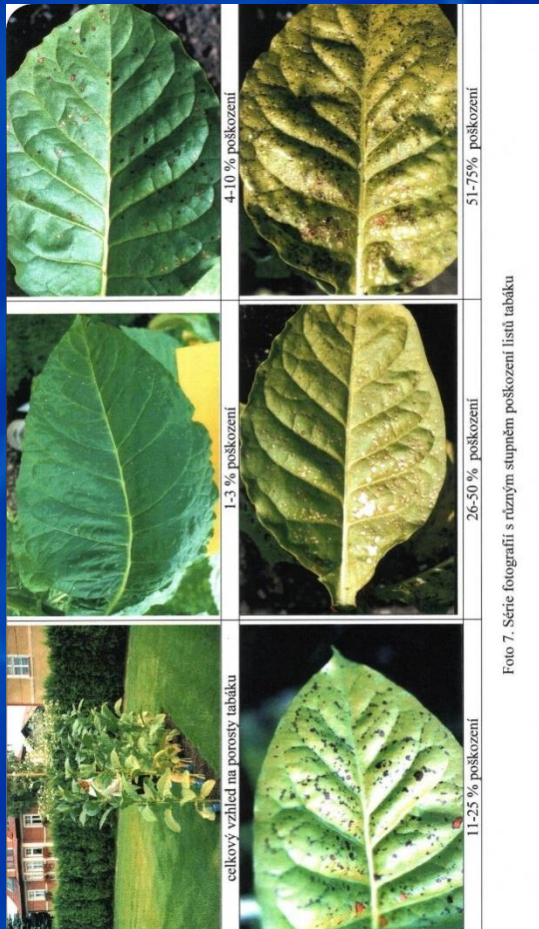 celkový vzhled na porosty tabáku
1-3 % poškození
4-10 % poškození
11-25 % poškození
26-50 % poškození
51-75% poškození
Foto 7. Série fotografií s různým stupněm poškození listů tabáku